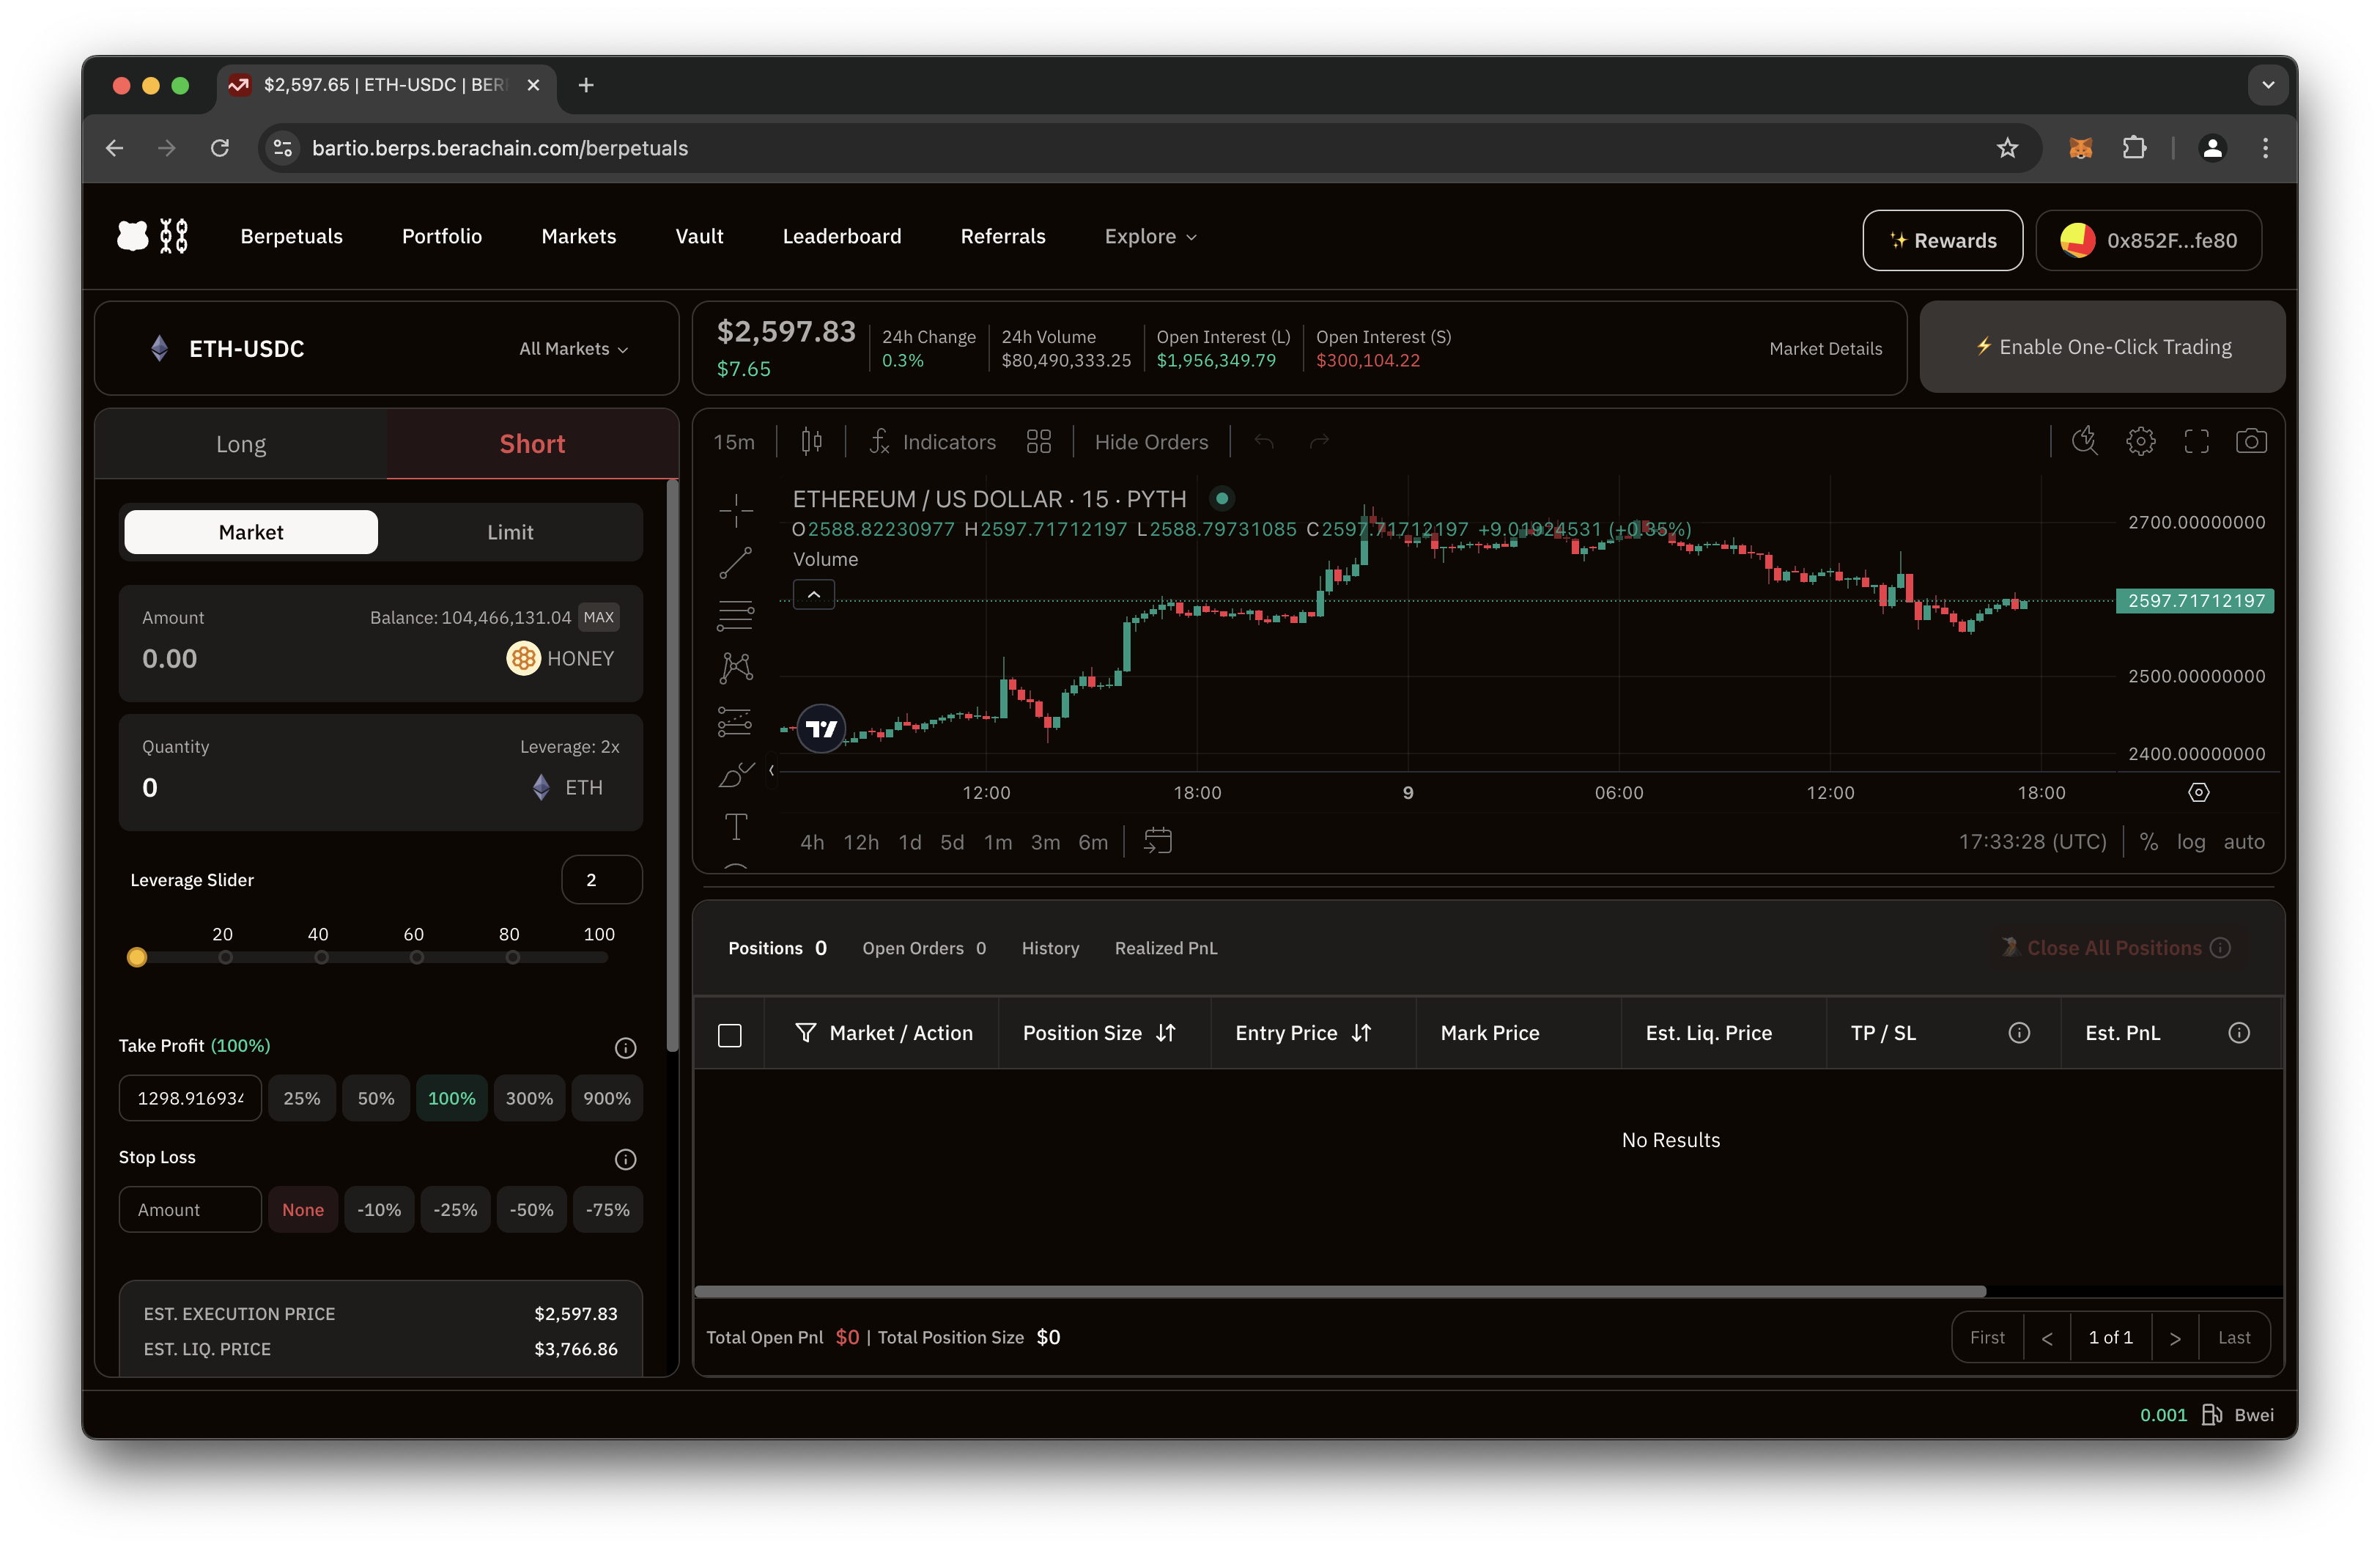 $2,597.65 | ETH-USDC | BER
bartio.berps.berachain.com/berpetuals
Berpetuals Portfolio Markets Vault Leaderboard Referrals Explore
✨ Rewards
0x852F...fe80
ETH-USDC
All Markets
$2,597.83
$7.65
24h Change
0.3%
24h Volume
$80,490,333.25
Open Interest (L)
$1,956,349.79
Open Interest (S)
$300,104.22
Market Details
⚡ Enable One-Click Trading
Long Short
Market Limit
Amount Balance: 104,466,131.04 MAX
0.00 HONEY
Quantity Leverage: 2x
0 ETH
Leverage Slider 2
20 40 60 80 100
Take Profit (100%)
1298.916934 25% 50% 100% 300% 900%
Stop Loss
Amount None -10% -25% -50% -75%
EST. EXECUTION PRICE $2,597.83
EST. LIQ. PRICE $3,766.86
15m Indicators Hide Orders
ETHEREUM / US DOLLAR · 15 · PYTH
O2588.82230977 H2597.71712197 L2588.79731085 C2597.71712197 +9.01924531 (+0.35%)
Volume
2700.00000000
2597.71712197
2500.00000000
2400.00000000
12:00 18:00 9 06:00 12:00 18:00
4h 12h 1d 5d 1m 3m 6m
17:33:28 (UTC) % log auto
Positions 0 Open Orders 0 History Realized PnL
Close All Positions
Market / Action Position Size Entry Price Mark Price Est. Liq. Price TP / SL Est. PnL
No Results
Total Open Pnl $0 | Total Position Size $0
First < 1 of 1 > Last
0.001 Bwei